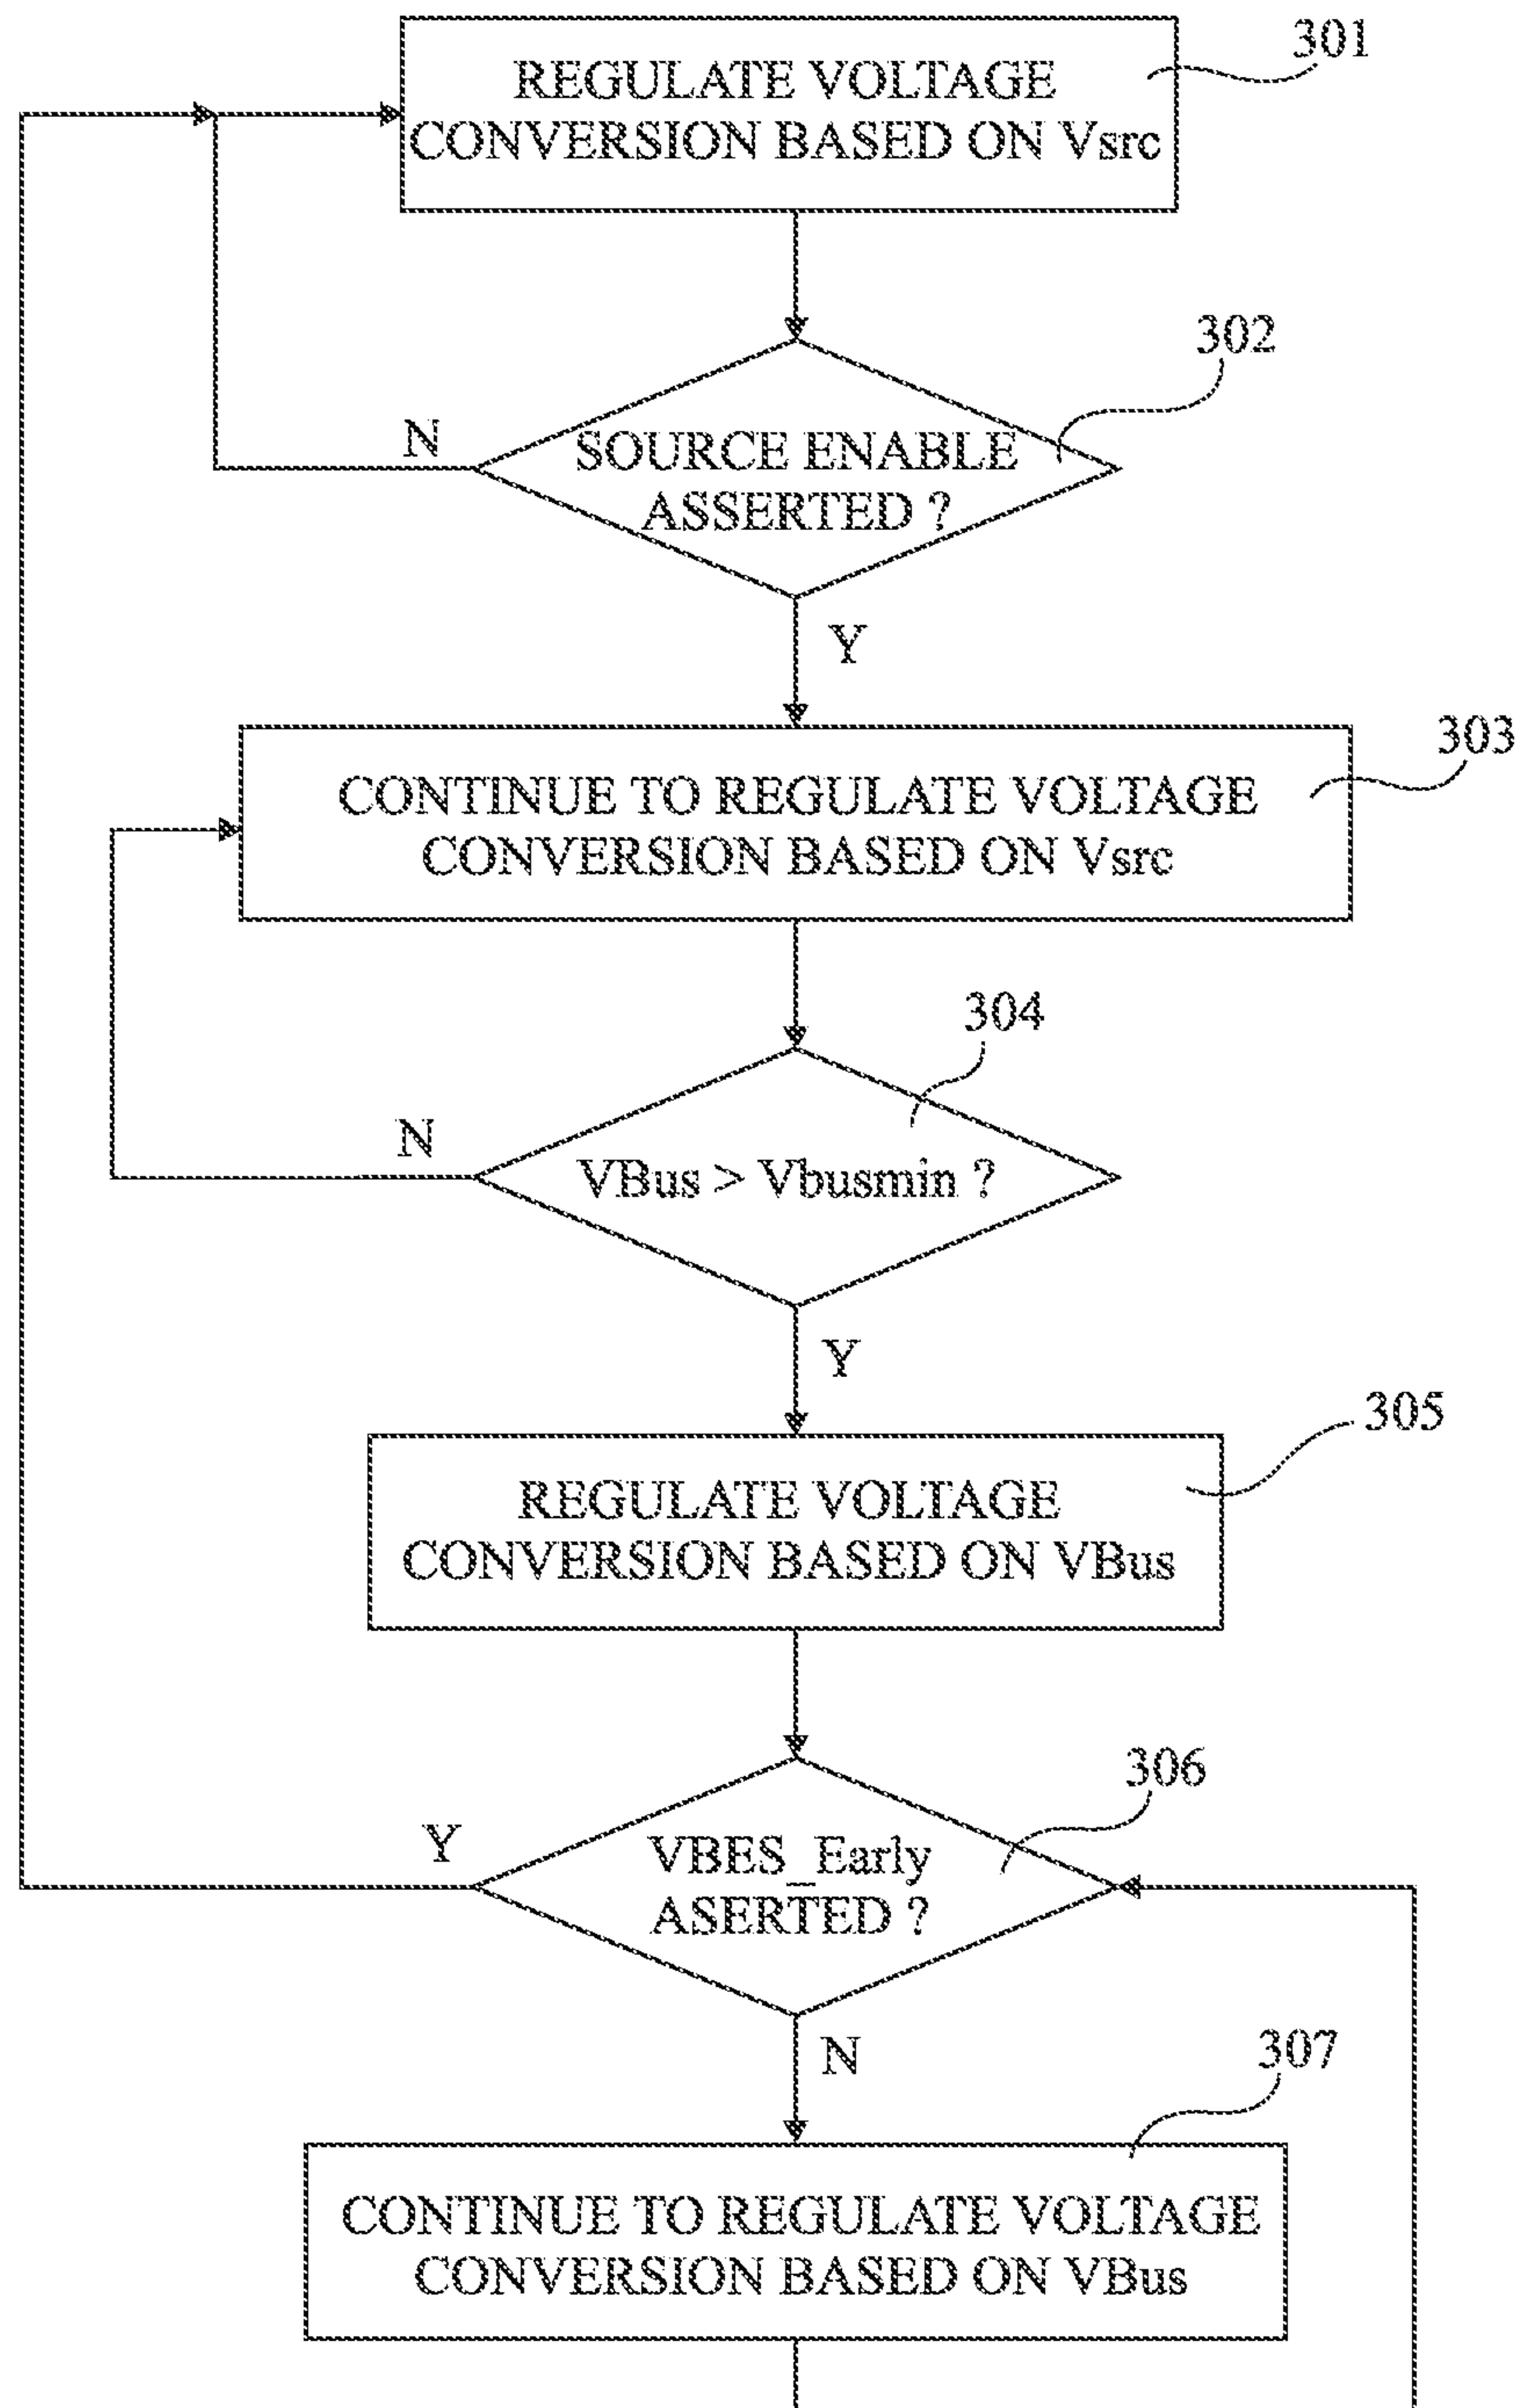 301
REGULATE VOLTAGE
CONVERSION BASED ON Vsrc
302
N
SOURCE ENABLE
ASSERTED ?
Y
303
CONTINUE TO REGULATE VOLTAGE
CONVERSION BASED ON Vsrc
304
N
VBus > Vbusmin ?
Y
305
REGULATE VOLTAGE
CONVERSION BASED ON VBus
306
Y
VBES_Early
ASERTED ?
N
307
CONTINUE TO REGULATE VOLTAGE
CONVERSION BASED ON VBus